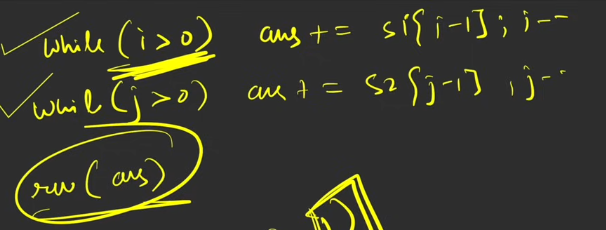 while (i>0) ans += s1[i-1]; i--
while (j>0) ans += s2[j-1] , j--
rev (ans)